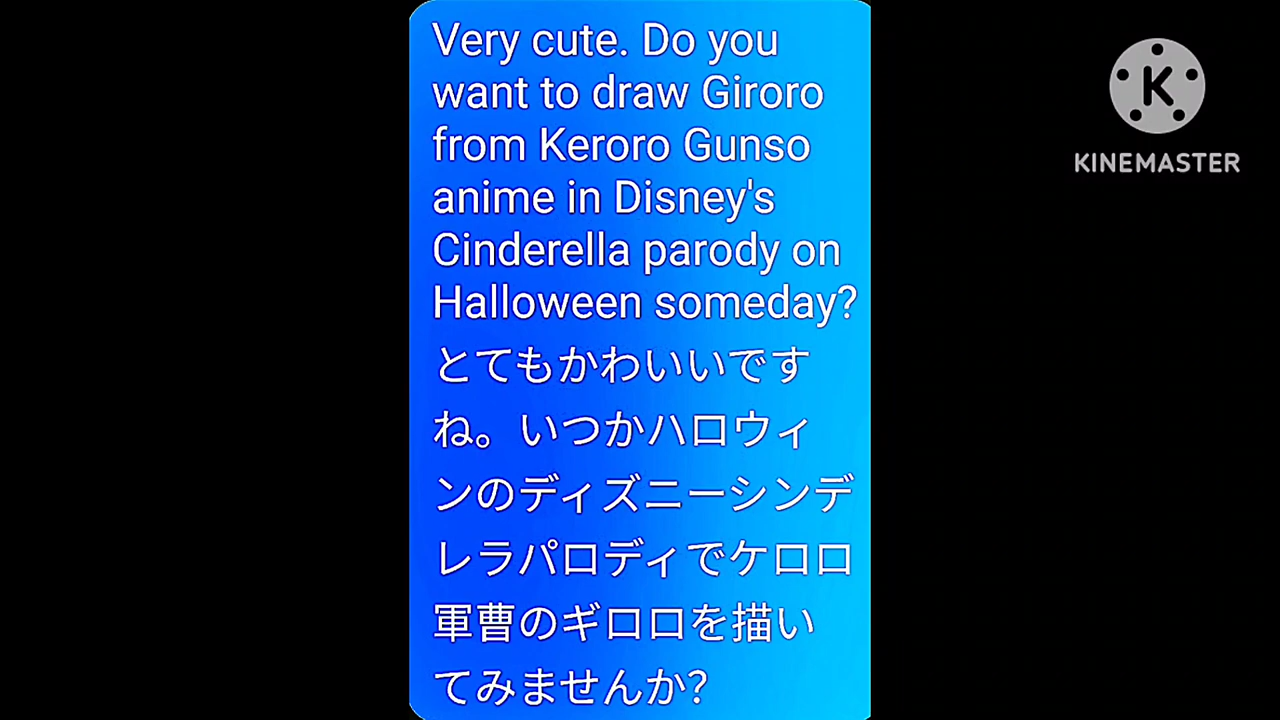 Very cute. Do you
want to draw Giroro
from Keroro Gunso
anime in Disney's
Cinderella parody on
Halloween someday?
とてもかわいいです
ね。いつかハロウィ
ンのディズニーシンデ
レラパロディでケロロ
軍曹のギロロを描い
てみませんか?
K
KINEMASTER